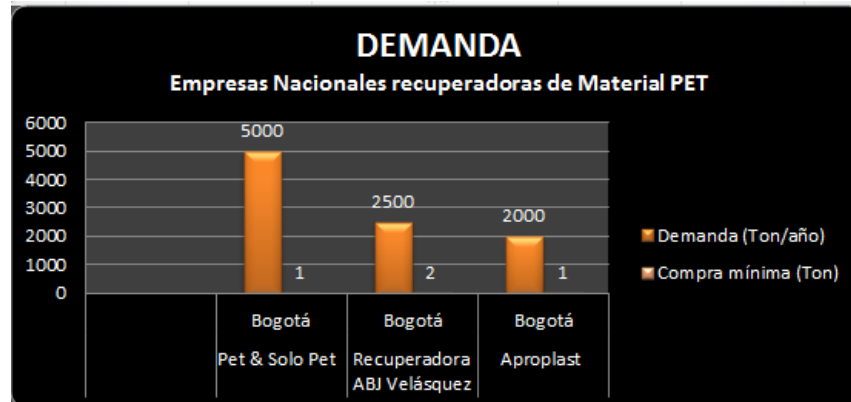 DEMANDA
Empresas Nacionales recuperadoras de Material PET
6000
5000
4000
3000
2000
1000
0
5000
1
2500
2
2000
1
Demanda (Ton/año)
Compra mínima (Ton)
Bogotá Bogotá Bogotá
Pet & Solo Pet Recuperadora Aproplast
ABJ Velásquez